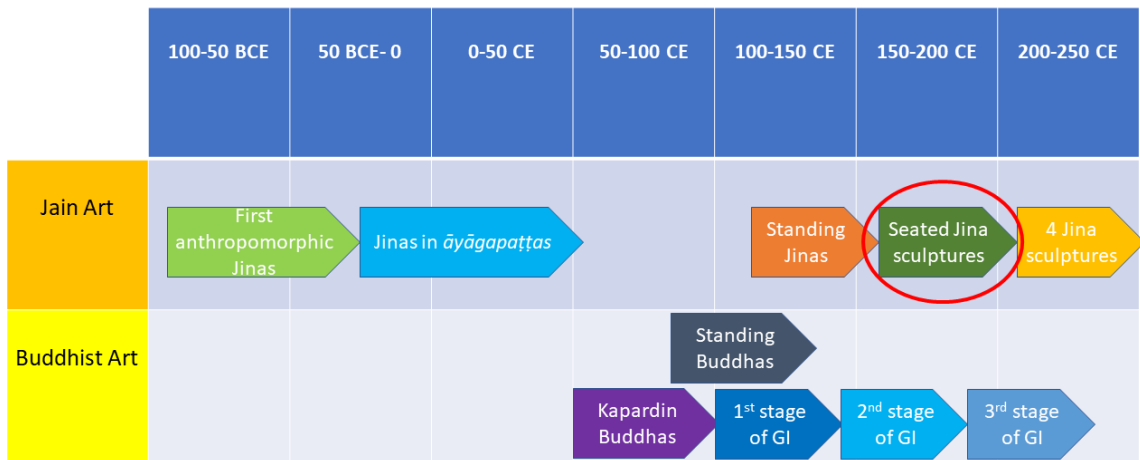 100-50 BCE
50 BCE- 0
0-50 CE
50-100 CE
100-150 CE
150-200 CE
200-250 CE
Jain Art
First
anthropomorphic
Jinas
Jinas in āyāgapaṭṭas
Standing
Jinas
Seated Jina
sculptures
4 Jina
sculptures
Buddhist Art
Standing
Buddhas
Kapardin
Buddhas
1st stage
of GI
2nd stage
of GI
3rd stage
of GI